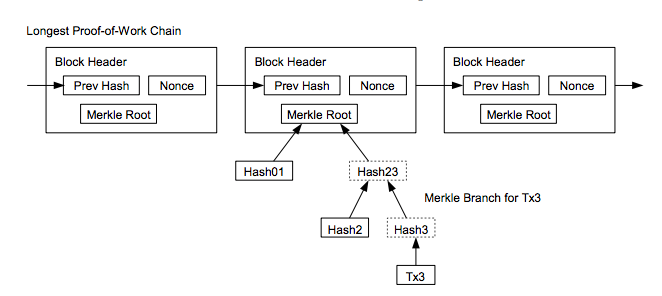 Longest Proof-of-Work Chain
Block Header Block Header Block Header
Prev Hash Nonce Prev Hash Nonce Prev Hash Nonce
Merkle Root Merkle Root Merkle Root
Hash01 Hash23
Merkle Branch for Tx3
Hash2 Hash3
Tx3